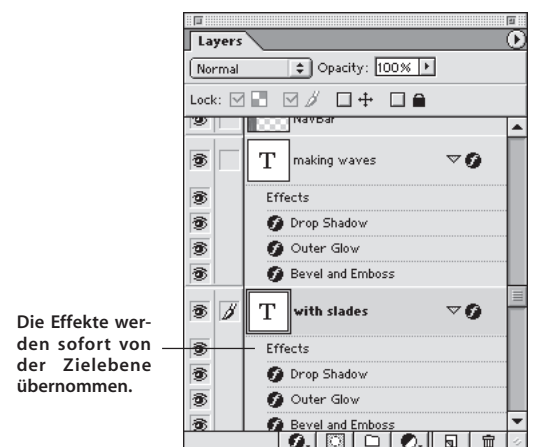 Layers
Normal
Opacity: 100%
Lock:
NavBar
T making waves
Effects
Drop Shadow
Outer Glow
Bevel and Emboss
T with slades
Effects
Drop Shadow
Outer Glow
Bevel and Emboss
Die Effekte wer-
den sofort von
der Zielebene
übernommen.